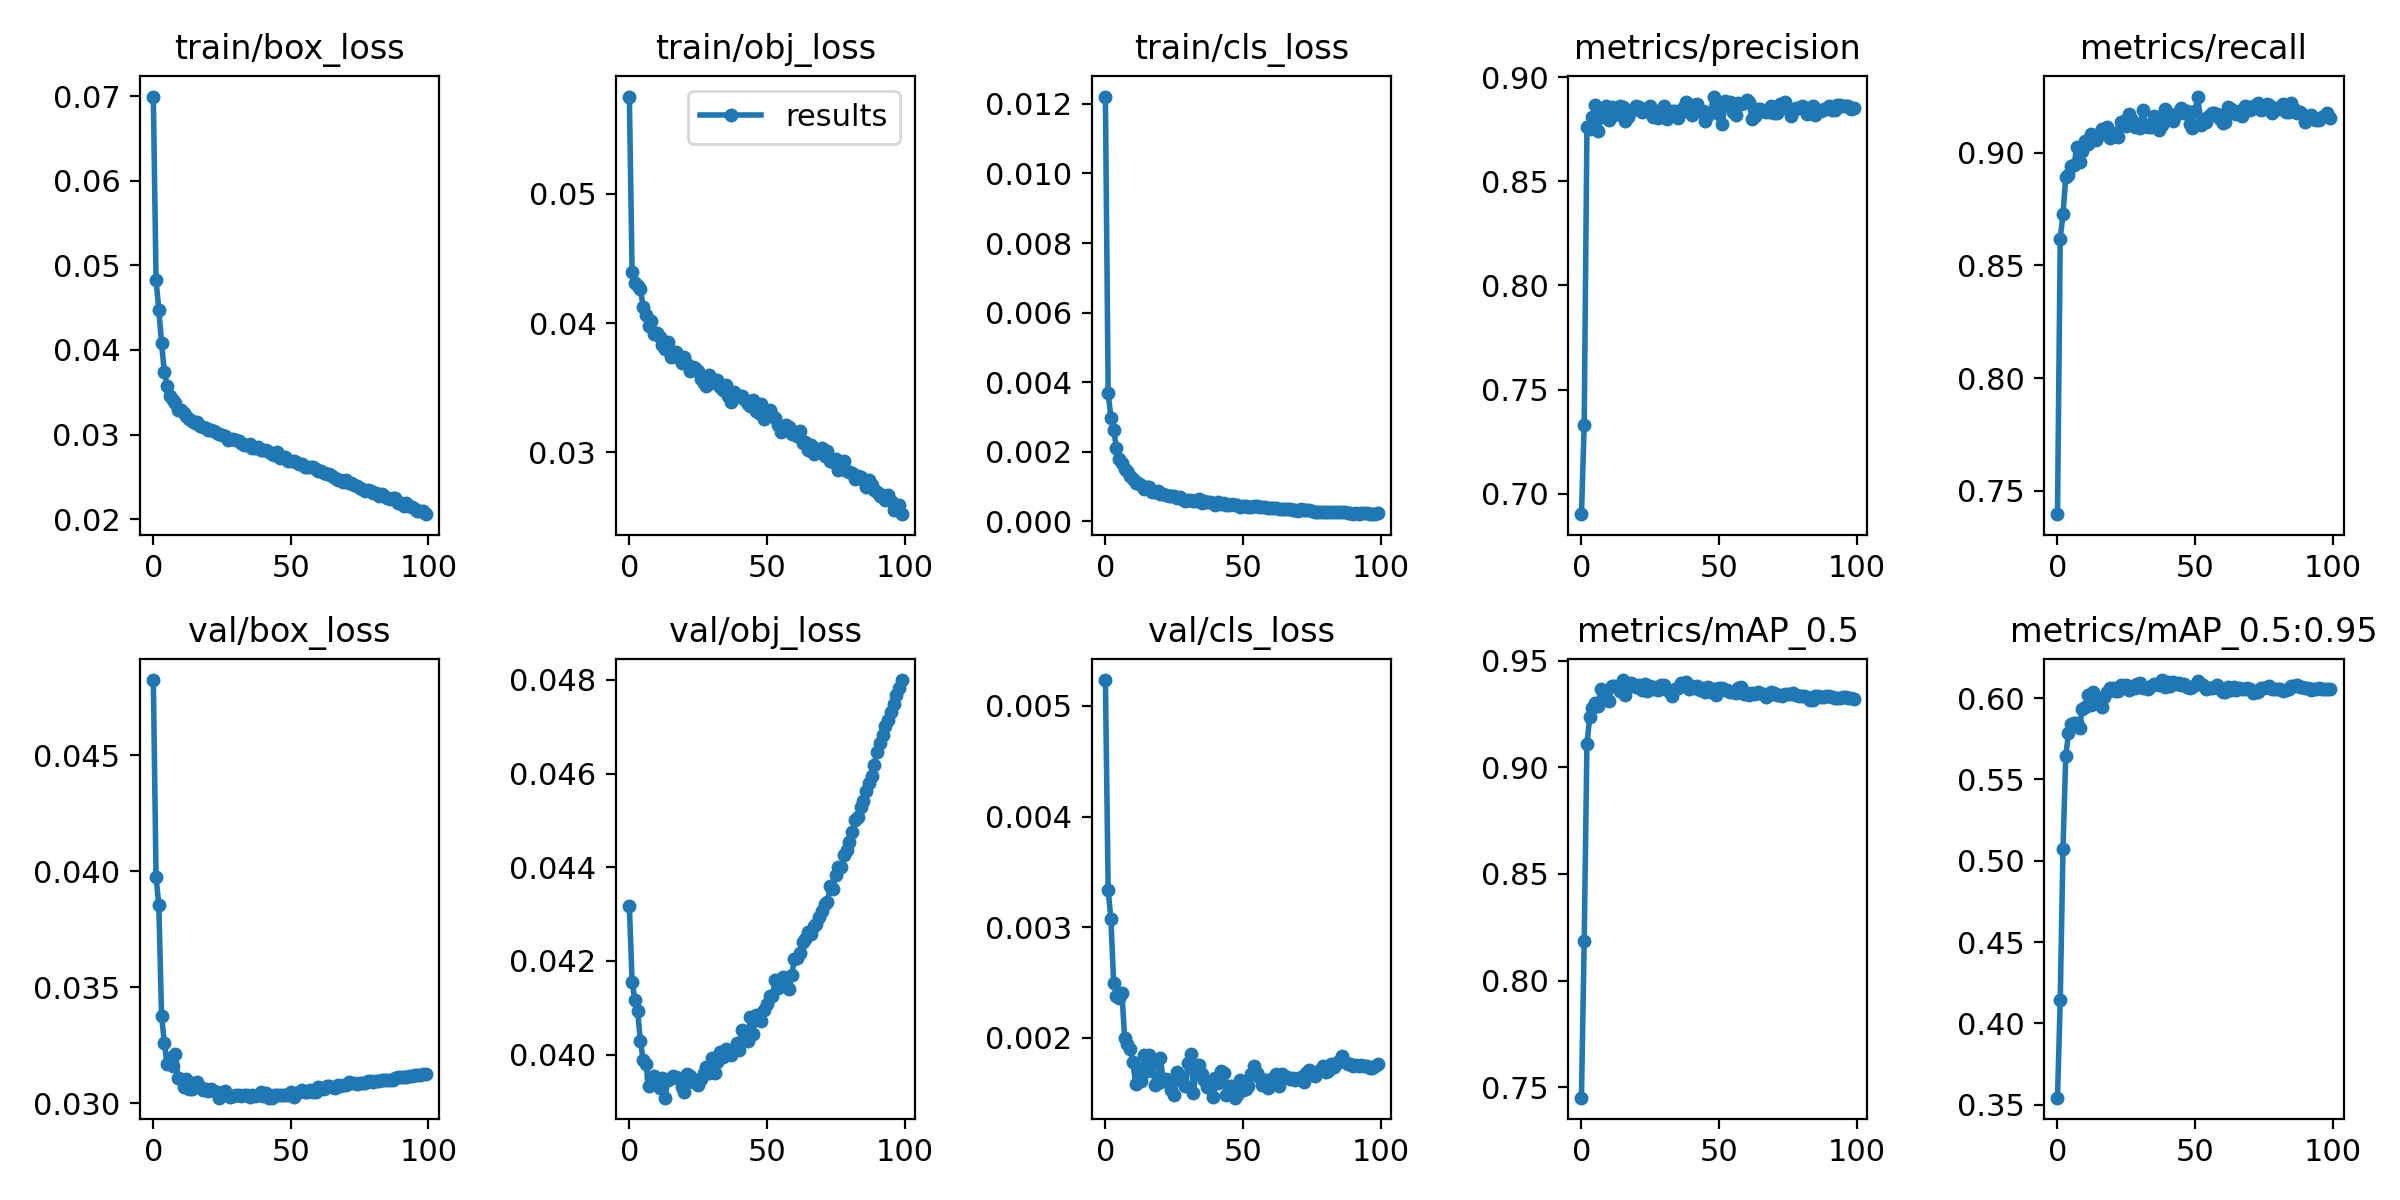 train/box_loss
0.07
0.06
0.05
0.04
0.03
0.02
0 50 100
train/obj_loss
results
0.05
0.04
0.03
0 50 100
train/cls_loss
0.012
0.010
0.008
0.006
0.004
0.002
0.000
0 50 100
metrics/precision
0.90
0.85
0.80
0.75
0.70
0 50 100
metrics/recall
0.90
0.85
0.80
0.75
0 50 100
val/box_loss
0.045
0.040
0.035
0.030
0 50 100
val/obj_loss
0.048
0.046
0.044
0.042
0.040
0 50 100
val/cls_loss
0.005
0.004
0.003
0.002
0 50 100
metrics/mAP_0.5
0.95
0.90
0.85
0.80
0.75
0 50 100
metrics/mAP_0.5:0.95
0.60
0.55
0.50
0.45
0.40
0.35
0 50 100